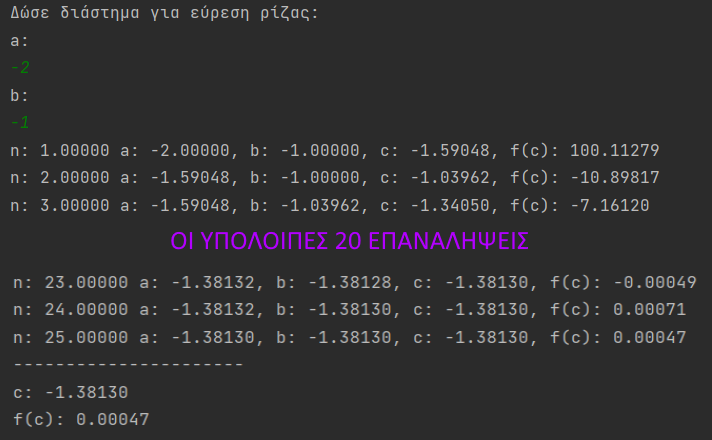 Δώσε διάστημα για εύρεση ρίζας:
a:
-2
b:
-1
n: 1.00000 a: -2.00000, b: -1.00000, c: -1.59048, f(c): 100.11279
n: 2.00000 a: -1.59048, b: -1.00000, c: -1.03962, f(c): -10.89817
n: 3.00000 a: -1.59048, b: -1.03962, c: -1.34050, f(c): -7.16120
ΟΙ ΥΠΟΛΟΙΠΕΣ 20 ΕΠΑΝΑΛΗΨΕΙΣ
n: 23.00000 a: -1.38132, b: -1.38128, c: -1.38130, f(c): -0.00049
n: 24.00000 a: -1.38132, b: -1.38130, c: -1.38130, f(c): 0.00071
n: 25.00000 a: -1.38130, b: -1.38130, c: -1.38130, f(c): 0.00047
----------------------
c: -1.38130
f(c): 0.00047